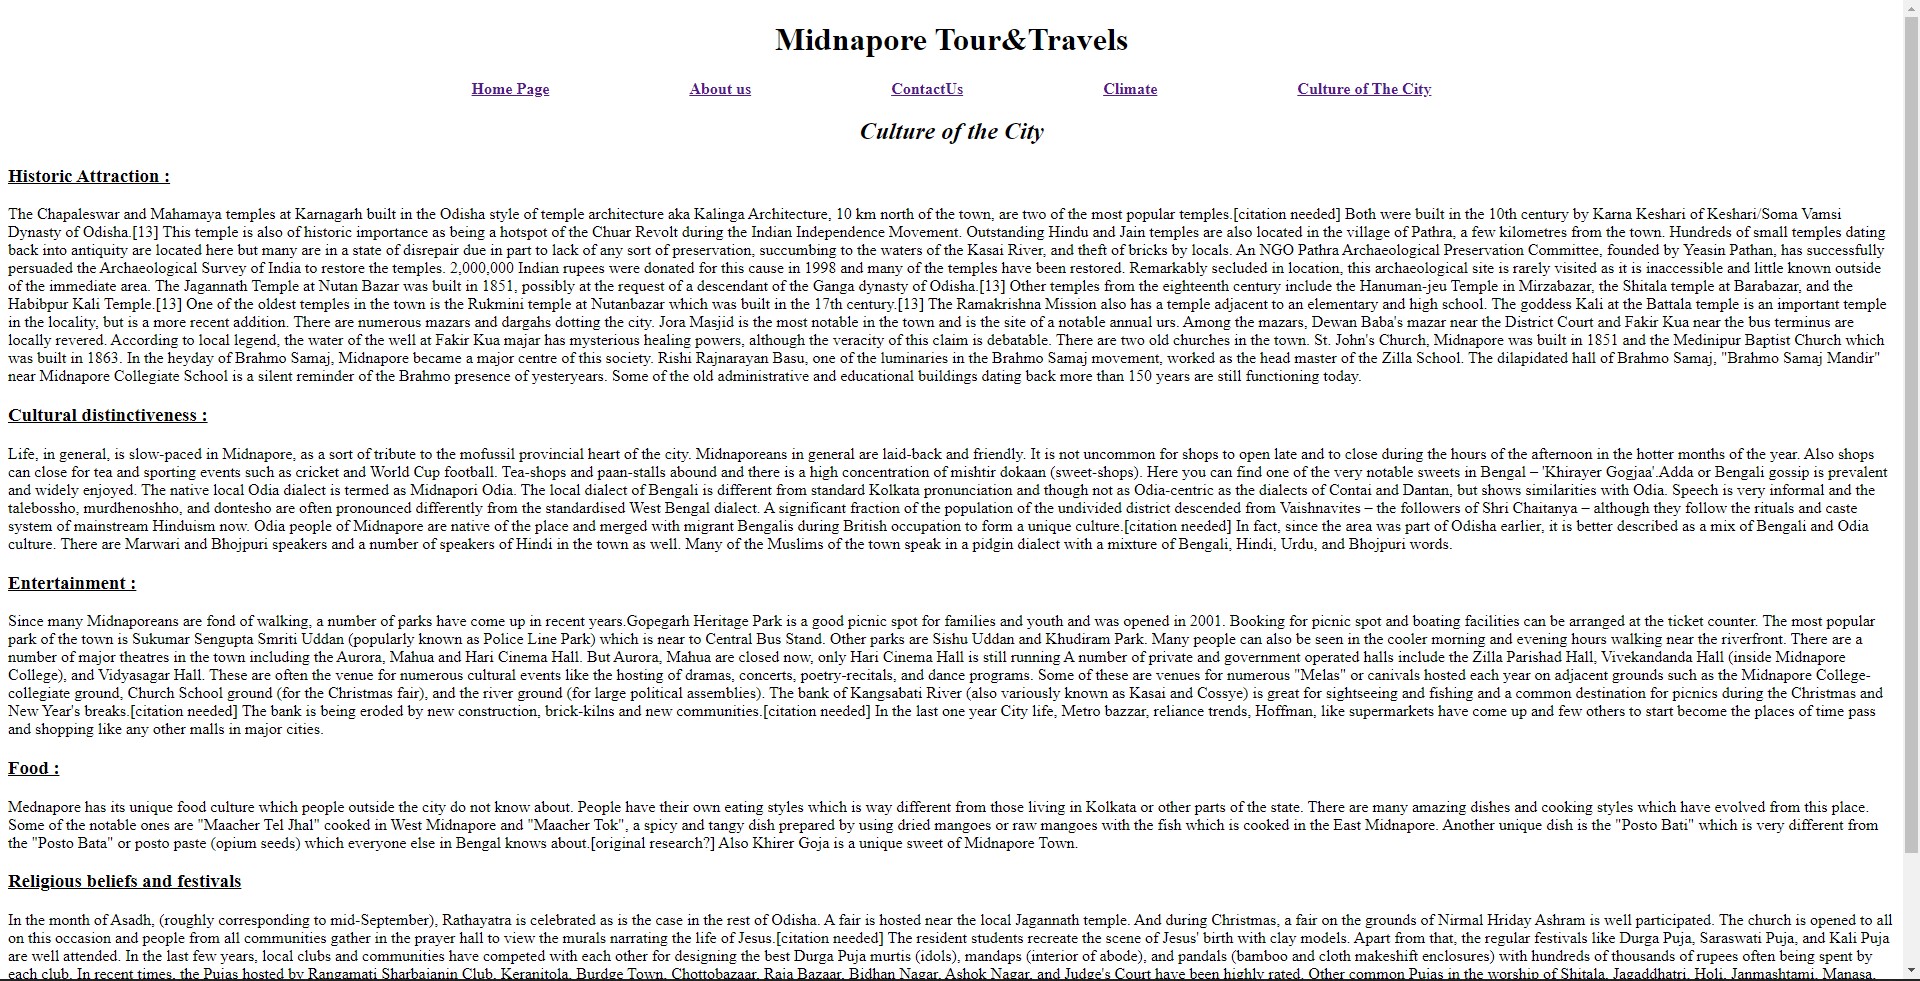 Midnapore Tour&Travels
Home Page About us ContactUs Climate Culture of The City
Culture of the City
Historic Attraction :
The Chapaleswar and Mahamaya temples at Karnagarh built in the Odisha style of temple architecture aka Kalinga Architecture, 10 km north of the town, are two of the most popular temples.[citation needed] Both were built in the 10th century by Karna Keshari of Keshari/Soma Vamsi
Dynasty of Odisha.[13] This temple is also of historic importance as being a hotspot of the Chuar Revolt during the Indian Independence Movement. Outstanding Hindu and Jain temples are also located in the village of Pathra, a few kilometres from the town. Hundreds of small temples dating
back into antiquity are located here but many are in a state of disrepair due in part to lack of any sort of preservation, succumbing to the waters of the Kasai River, and theft of bricks by locals. An NGO Pathra Archaeological Preservation Committee, founded by Yeasin Pathan, has successfully
persuaded the Archaeological Survey of India to restore the temples. 2,000,000 Indian rupees were donated for this cause in 1998 and many of the temples have been restored. Remarkably secluded in location, this archaeological site is rarely visited as it is inaccessible and little known outside
of the immediate area. The Jagannath Temple at Nutan Bazar was built in 1851, possibly at the request of a descendant of the Ganga dynasty of Odisha.[13] Other temples from the eighteenth century include the Hanuman-jeu Temple in Mirzabazar, the Shitala temple at Barabazar, and the
Habibpur Kali Temple.[13] One of the oldest temples in the town is the Rukmini temple at Nutanbazar which was built in the 17th century.[13] The Ramakrishna Mission also has a temple adjacent to an elementary and high school. The goddess Kali at the Battala temple is an important temple
in the locality, but is a more recent addition. There are numerous mazars and dargahs dotting the city. Jora Masjid is the most notable in the town and is the site of a notable annual urs. Among the mazars, Dewan Baba's mazar near the District Court and Fakir Kua near the bus terminus are
locally revered. According to local legend, the water of the well at Fakir Kua majar has mysterious healing powers, although the veracity of this claim is debatable. There are two old churches in the town. St. John's Church, Midnapore was built in 1851 and the Medinipur Baptist Church which
was built in 1863. In the heyday of Brahmo Samaj, Midnapore became a major centre of this society. Rishi Rajnarayan Basu, one of the luminaries in the Brahmo Samaj movement, worked as the head master of the Zilla School. The dilapidated hall of Brahmo Samaj, "Brahmo Samaj Mandir"
near Midnapore Collegiate School is a silent reminder of the Brahmo presence of yesteryears. Some of the old administrative and educational buildings dating back more than 150 years are still functioning today.
Cultural distinctiveness :
Life, in general, is slow-paced in Midnapore, as a sort of tribute to the mofussil provincial heart of the city. Midnaporeans in general are laid-back and friendly. It is not uncommon for shops to open late and to close during the hours of the afternoon in the hotter months of the year. Also shops
can close for tea and sporting events such as cricket and World Cup football. Tea-shops and paan-stalls abound and there is a high concentration of mishtir dokaan (sweet-shops). Here you can find one of the very notable sweets in Bengal – 'Khirayer Gogjaa'.Adda or Bengali gossip is prevalent
and widely enjoyed. The native local Odia dialect is termed as Midnapori Odia. The local dialect of Bengali is different from standard Kolkata pronunciation and though not as Odia-centric as the dialects of Contai and Dantan, but shows similarities with Odia. Speech is very informal and the
talebossho, murdhenoshho, and dontesho are often pronounced differently from the standardised West Bengal dialect. A significant fraction of the population of the undivided district descended from Vaishnavites – the followers of Shri Chaitanya – although they follow the rituals and caste
system of mainstream Hinduism now. Odia people of Midnapore are native of the place and merged with migrant Bengalis during British occupation to form a unique culture.[citation needed] In fact, since the area was part of Odisha earlier, it is better described as a mix of Bengali and Odia
culture. There are Marwari and Bhojpuri speakers and a number of speakers of Hindi in the town as well. Many of the Muslims of the town speak in a pidgin dialect with a mixture of Bengali, Hindi, Urdu, and Bhojpuri words.
Entertainment :
Since many Midnaporeans are fond of walking, a number of parks have come up in recent years.Gopegarh Heritage Park is a good picnic spot for families and youth and was opened in 2001. Booking for picnic spot and boating facilities can be arranged at the ticket counter. The most popular
park of the town is Sukumar Sengupta Smriti Uddan (popularly known as Police Line Park) which is near to Central Bus Stand. Other parks are Sishu Uddan and Khudiram Park. Many people can also be seen in the cooler morning and evening hours walking near the riverfront. There are a
number of major theatres in the town including the Aurora, Mahua and Hari Cinema Hall. But Aurora, Mahua are closed now, only Hari Cinema Hall is still running A number of private and government operated halls include the Zilla Parishad Hall, Vivekandanda Hall (inside Midnapore
College), and Vidyasagar Hall. These are often the venue for numerous cultural events like the hosting of dramas, concerts, poetry-recitals, and dance programs. Some of these are venues for numerous "Melas" or canivals hosted each year on adjacent grounds such as the Midnapore College-
collegiate ground, Church School ground (for the Christmas fair), and the river ground (for large political assemblies). The bank of Kangsabati River (also variously known as Kasai and Cossye) is great for sightseeing and fishing and a common destination for picnics during the Christmas and
New Year's breaks.[citation needed] The bank is being eroded by new construction, brick-kilns and new communities.[citation needed] In the last one year City life, Metro bazzar, reliance trends, Hoffman, like supermarkets have come up and few others to start become the places of time pass
and shopping like any other malls in major cities.
Food :
Mednapore has its unique food culture which people outside the city do not know about. People have their own eating styles which is way different from those living in Kolkata or other parts of the state. There are many amazing dishes and cooking styles which have evolved from this place.
Some of the notable ones are "Maacher Tel Jhal" cooked in West Midnapore and "Maacher Tok", a spicy and tangy dish prepared by using dried mangoes or raw mangoes with the fish which is cooked in the East Midnapore. Another unique dish is the "Posto Bati" which is very different from
the "Posto Bata" or posto paste (opium seeds) which everyone else in Bengal knows about.[original research?] Also Khirer Goja is a unique sweet of Midnapore Town.
Religious beliefs and festivals
In the month of Asadh, (roughly corresponding to mid-September), Rathayatra is celebrated as is the case in the rest of Odisha. A fair is hosted near the local Jagannath temple. And during Christmas, a fair on the grounds of Nirmal Hriday Ashram is well participated. The church is opened to all
on this occasion and people from all communities gather in the prayer hall to view the murals narrating the life of Jesus.[citation needed] The resident students recreate the scene of Jesus' birth with clay models. Apart from that, the regular festivals like Durga Puja, Saraswati Puja, and Kali Puja
are well attended. In the last few years, local clubs and communities have competed with each other for designing the best Durga Puja murtis (idols), mandaps (interior of abode), and pandals (bamboo and cloth makeshift enclosures) with hundreds of thousands of rupees often being spent by
each club. In recent times, the Pujas hosted by Rangamati Sharbajanin Club, Keranitola, Burdge Town, Chottobazaar, Raja Bazaar, Bidhan Nagar, Ashok Nagar, and Judge's Court have been highly rated. Other common Pujas in the worship of Shitala, Jagaddhatri, Holi, Janmashtami, Manasa,